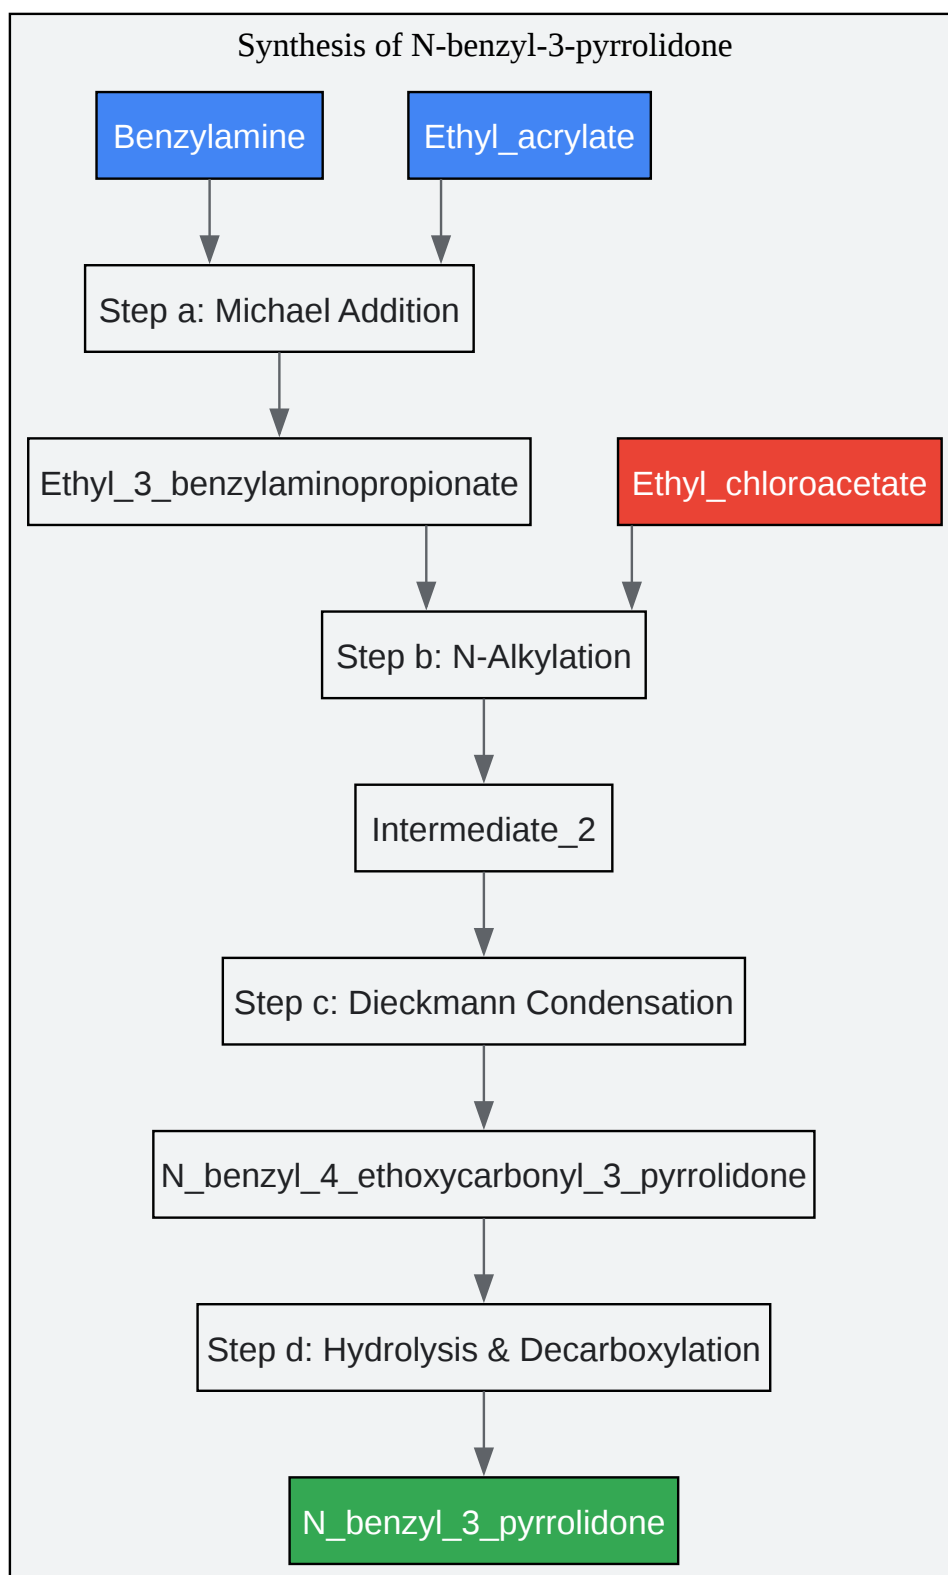 Synthesis of N-benzyl-3-pyrrolidone
Benzylamine
Ethyl_acrylate
Step a: Michael Addition
Ethyl_3_benzylaminopropionate
Ethyl_chloroacetate
Step b: N-Alkylation
Intermediate_2
Step c: Dieckmann Condensation
N_benzyl_4_ethoxycarbonyl_3_pyrrolidone
Step d: Hydrolysis & Decarboxylation
N_benzyl_3_pyrrolidone